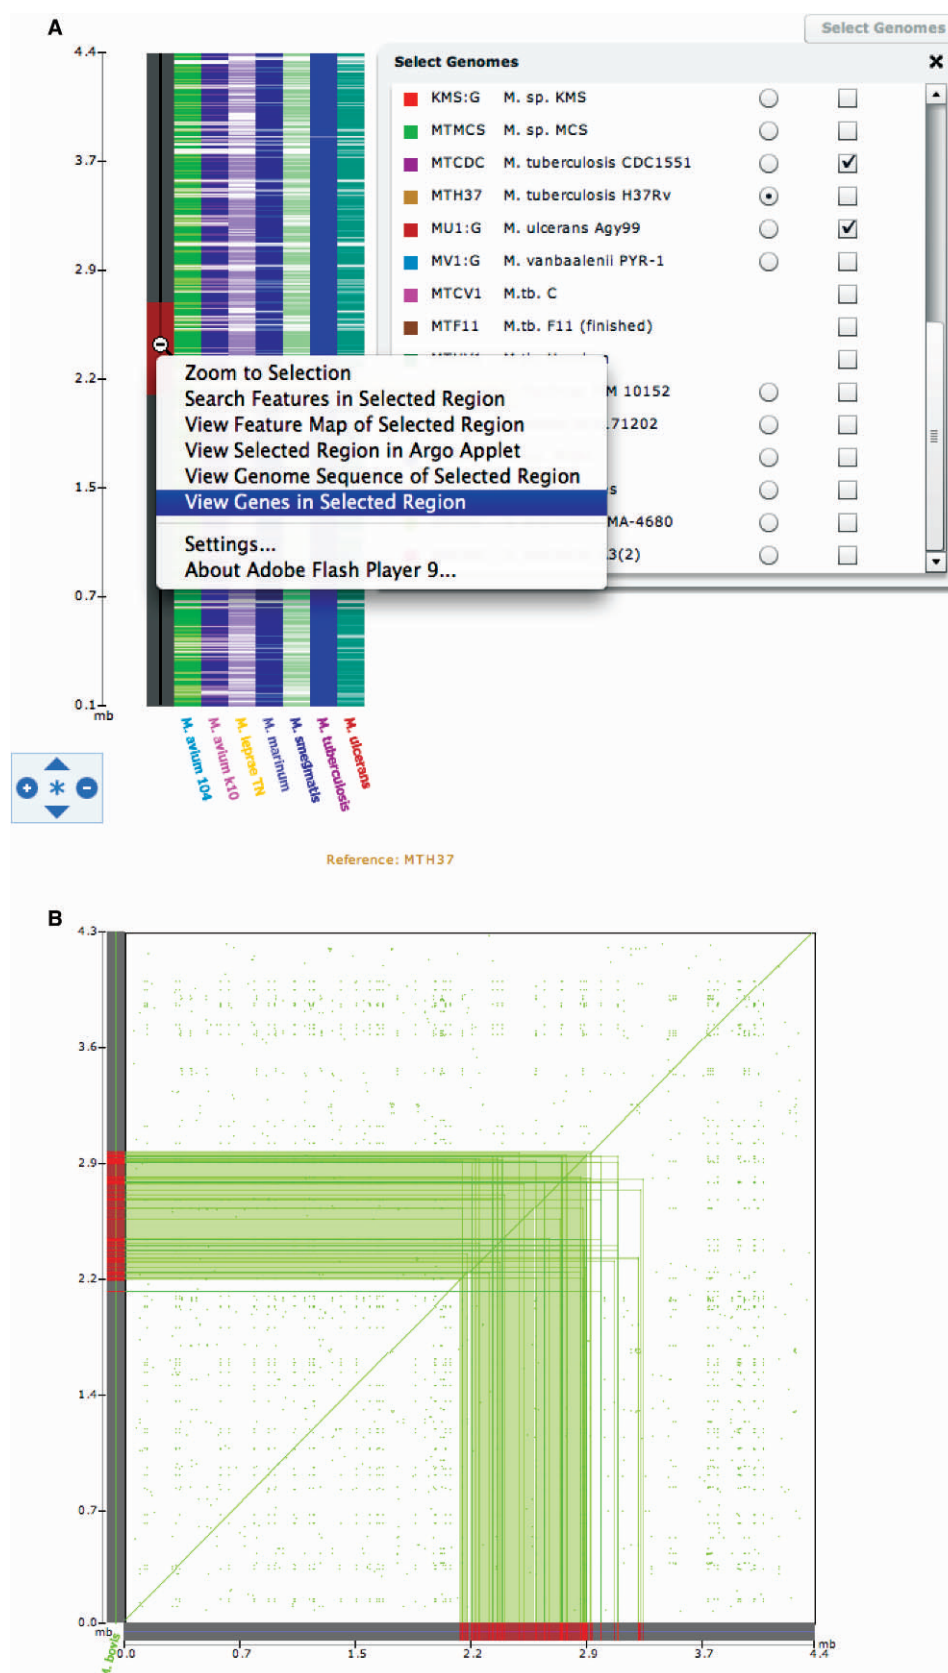 A
Select Genomes
4.4
3.7
2.9
2.2
1.5
0.7
0.1
mb
Select Genomes
KMS:G M. sp. KMS
MTMCS M. sp. MCS
MTCDC M. tuberculosis CDC1551
MTH37 M. tuberculosis H37Rv
MU1:G M. ulcerans Agy99
MV1:G M. vanbaalenii PYR-1
MTCV1 M.tb. C
MTF11 M.tb. F11 (finished)
M 10152
.71202
s
MA-4680
.3(2)
Zoom to Selection
Search Features in Selected Region
View Feature Map of Selected Region
View Selected Region in Argo Applet
View Genome Sequence of Selected Region
View Genes in Selected Region
Settings...
About Adobe Flash Player 9...
M. avium 104
M. avium k10
M. leprae TN
M. marinum
M. smegmatis
M. tuberculosis
M. ulcerans
Reference: MTH37
B
4.3
3.6
2.9
2.2
1.4
0.7
0.0
mb
M. bovis
0.0
0.7
1.5
2.2
2.9
3.7
4.4
mb